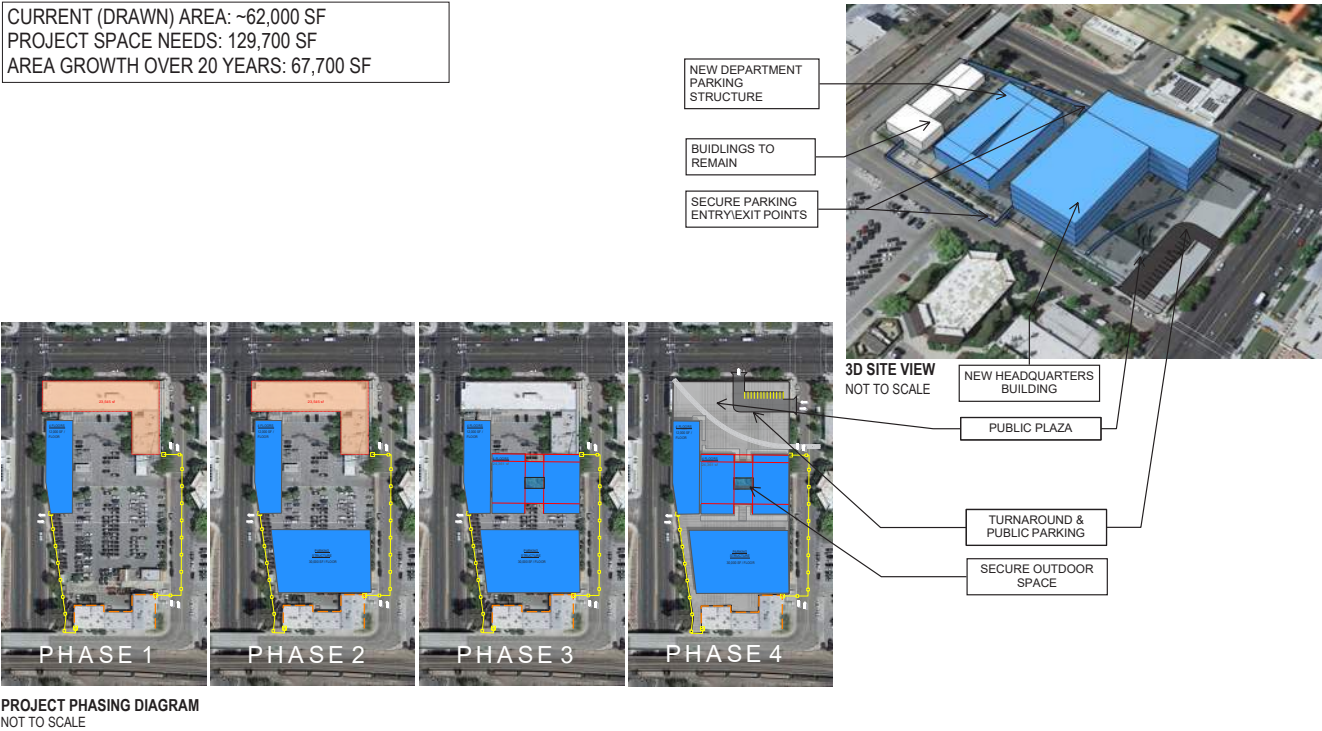 CURRENT (DRAWN) AREA: ~62,000 SF
PROJECT SPACE NEEDS: 129,700 SF
AREA GROWTH OVER 20 YEARS: 67,700 SF
NEW DEPARTMENT
PARKING
STRUCTURE
BUIDLINGS TO
REMAIN
SECURE PARKING
ENTRY\EXIT POINTS
3D SITE VIEW
NOT TO SCALE
NEW HEADQUARTERS
BUILDING
PUBLIC PLAZA
TURNAROUND &
PUBLIC PARKING
SECURE OUTDOOR
SPACE
PHASE 1
PHASE 2
PHASE 3
PHASE 4
PROJECT PHASING DIAGRAM
NOT TO SCALE